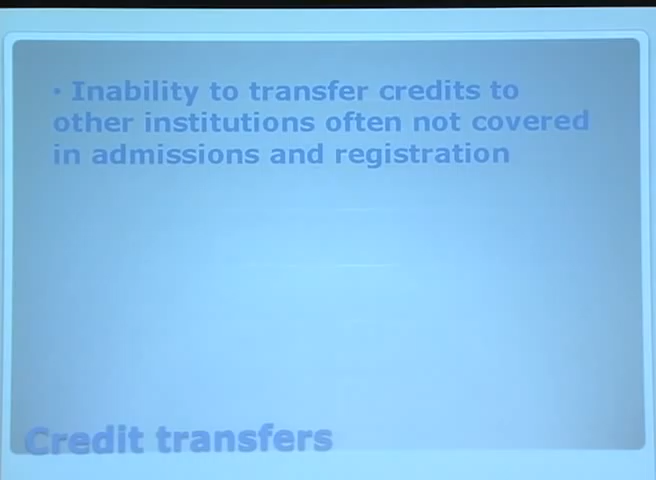 • Inability to transfer credits to
other institutions often not covered
in admissions and registration
Credit transfers